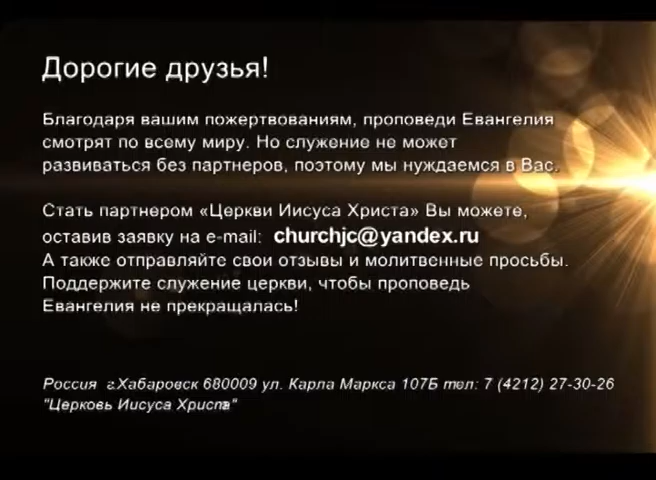 Дорогие друзья!
Благодаря вашим пожертвованиям, проповеди Евангелия
смотрят по всему миру. Но служение не может
развиваться без партнеров, поэтому мы нуждаемся в Вас.
Стать партнером «Церкви Иисуса Христа» Вы можете,
оставив заявку на e-mail: churchjc@yandex.ru
А также отправляйте свои отзывы и молитвенные просьбы.
Поддержите служение церкви, чтобы проповедь
Евангелия не прекращалась!
Россия г.Хабаровск 680009 ул. Карла Маркса 107Б тел: 7 (4212) 27-30-26
"Церковь Иисуса Христа"